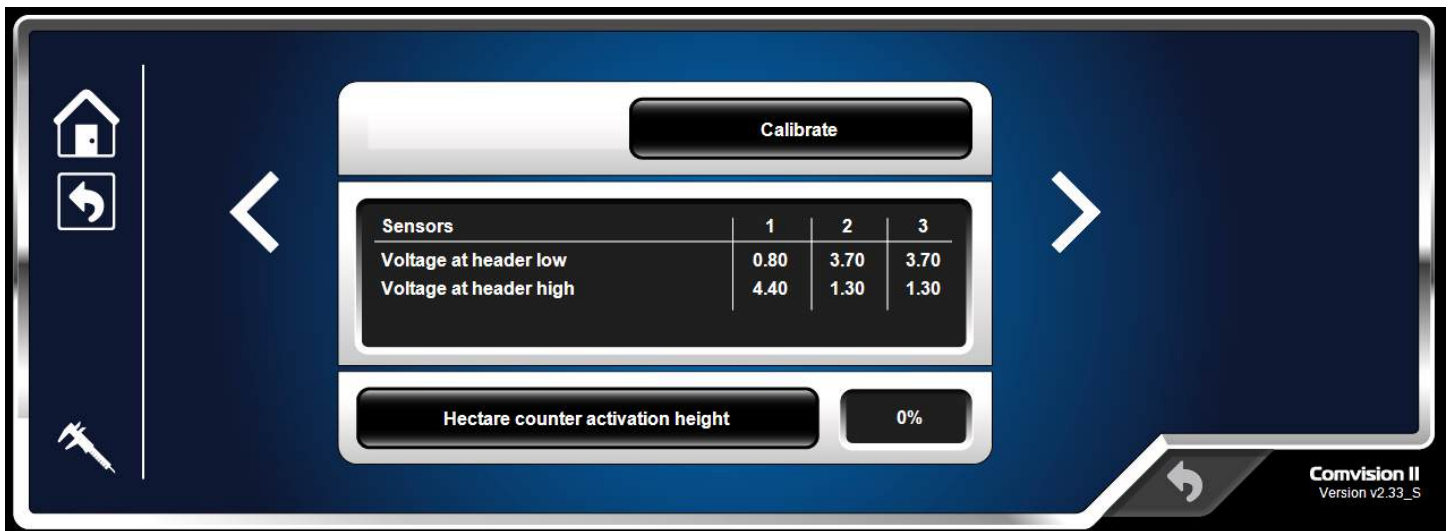 Calibrate
Sensors 1 2 3
Voltage at header low 0.80 3.70 3.70
Voltage at header high 4.40 1.30 1.30
Hectare counter activation height 0%
Comvision II
Version v2.33_S